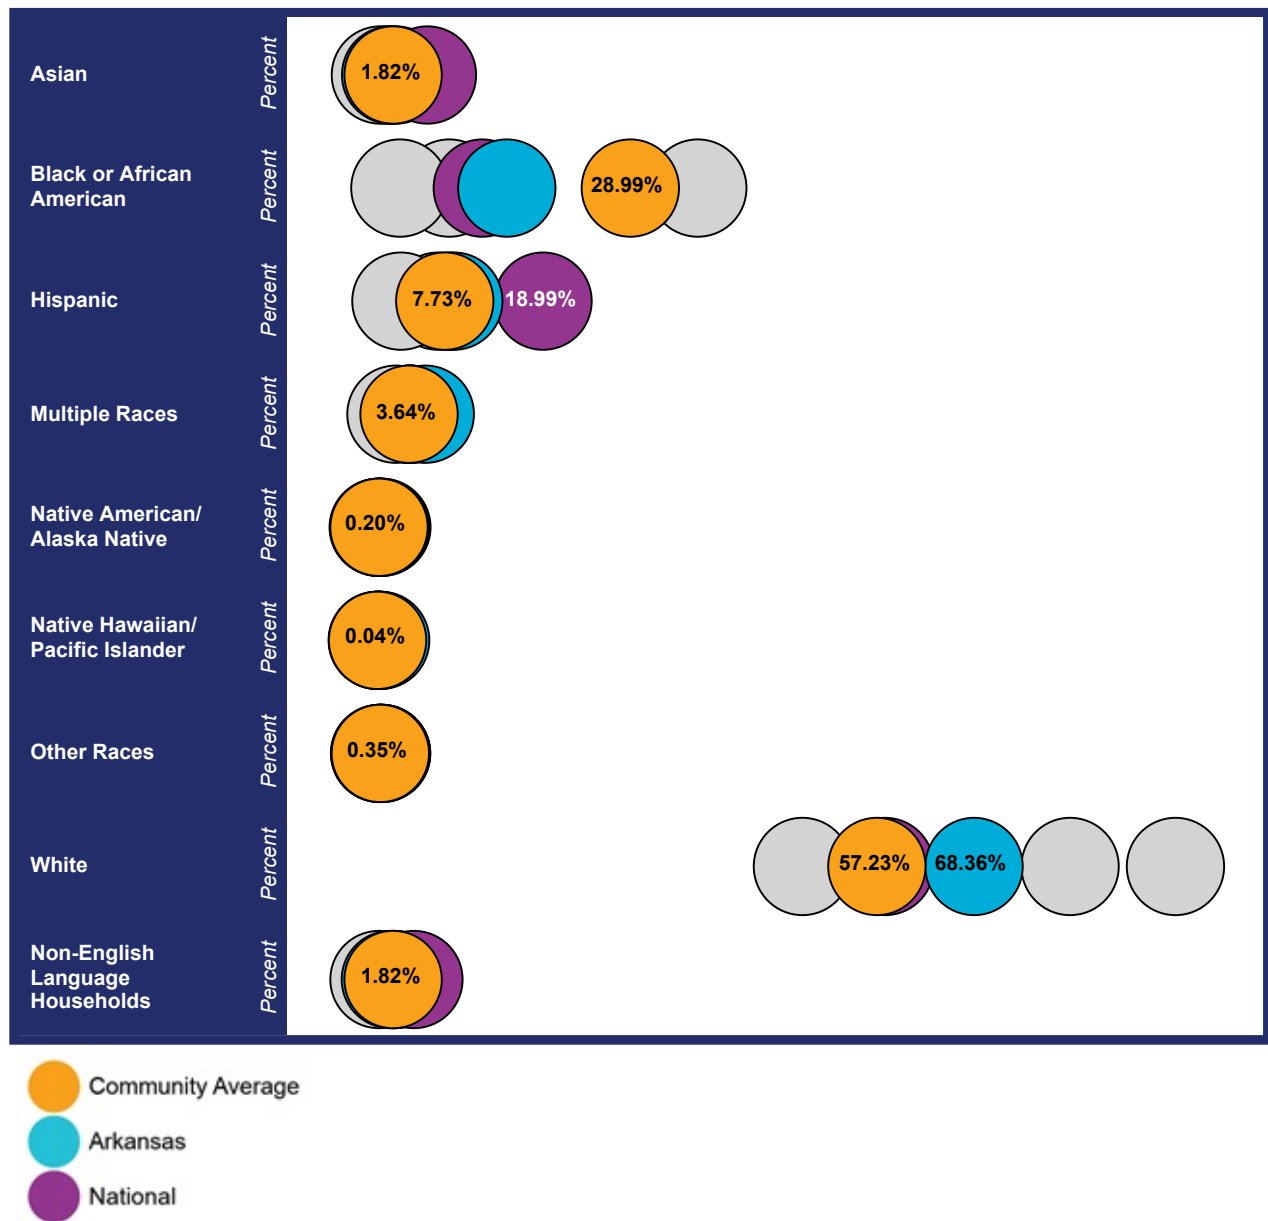 Asian
Percent
1.82%
Black or African
American
Percent
28.99%
Hispanic
Percent
7.73%
18.99%
Multiple Races
Percent
3.64%
Native American/
Alaska Native
Percent
0.20%
Native Hawaiian/
Pacific Islander
Percent
0.04%
Other Races
Percent
0.35%
White
Percent
57.23%
68.36%
Non-English
Language
Households
Percent
1.82%
Community Average
Arkansas
National